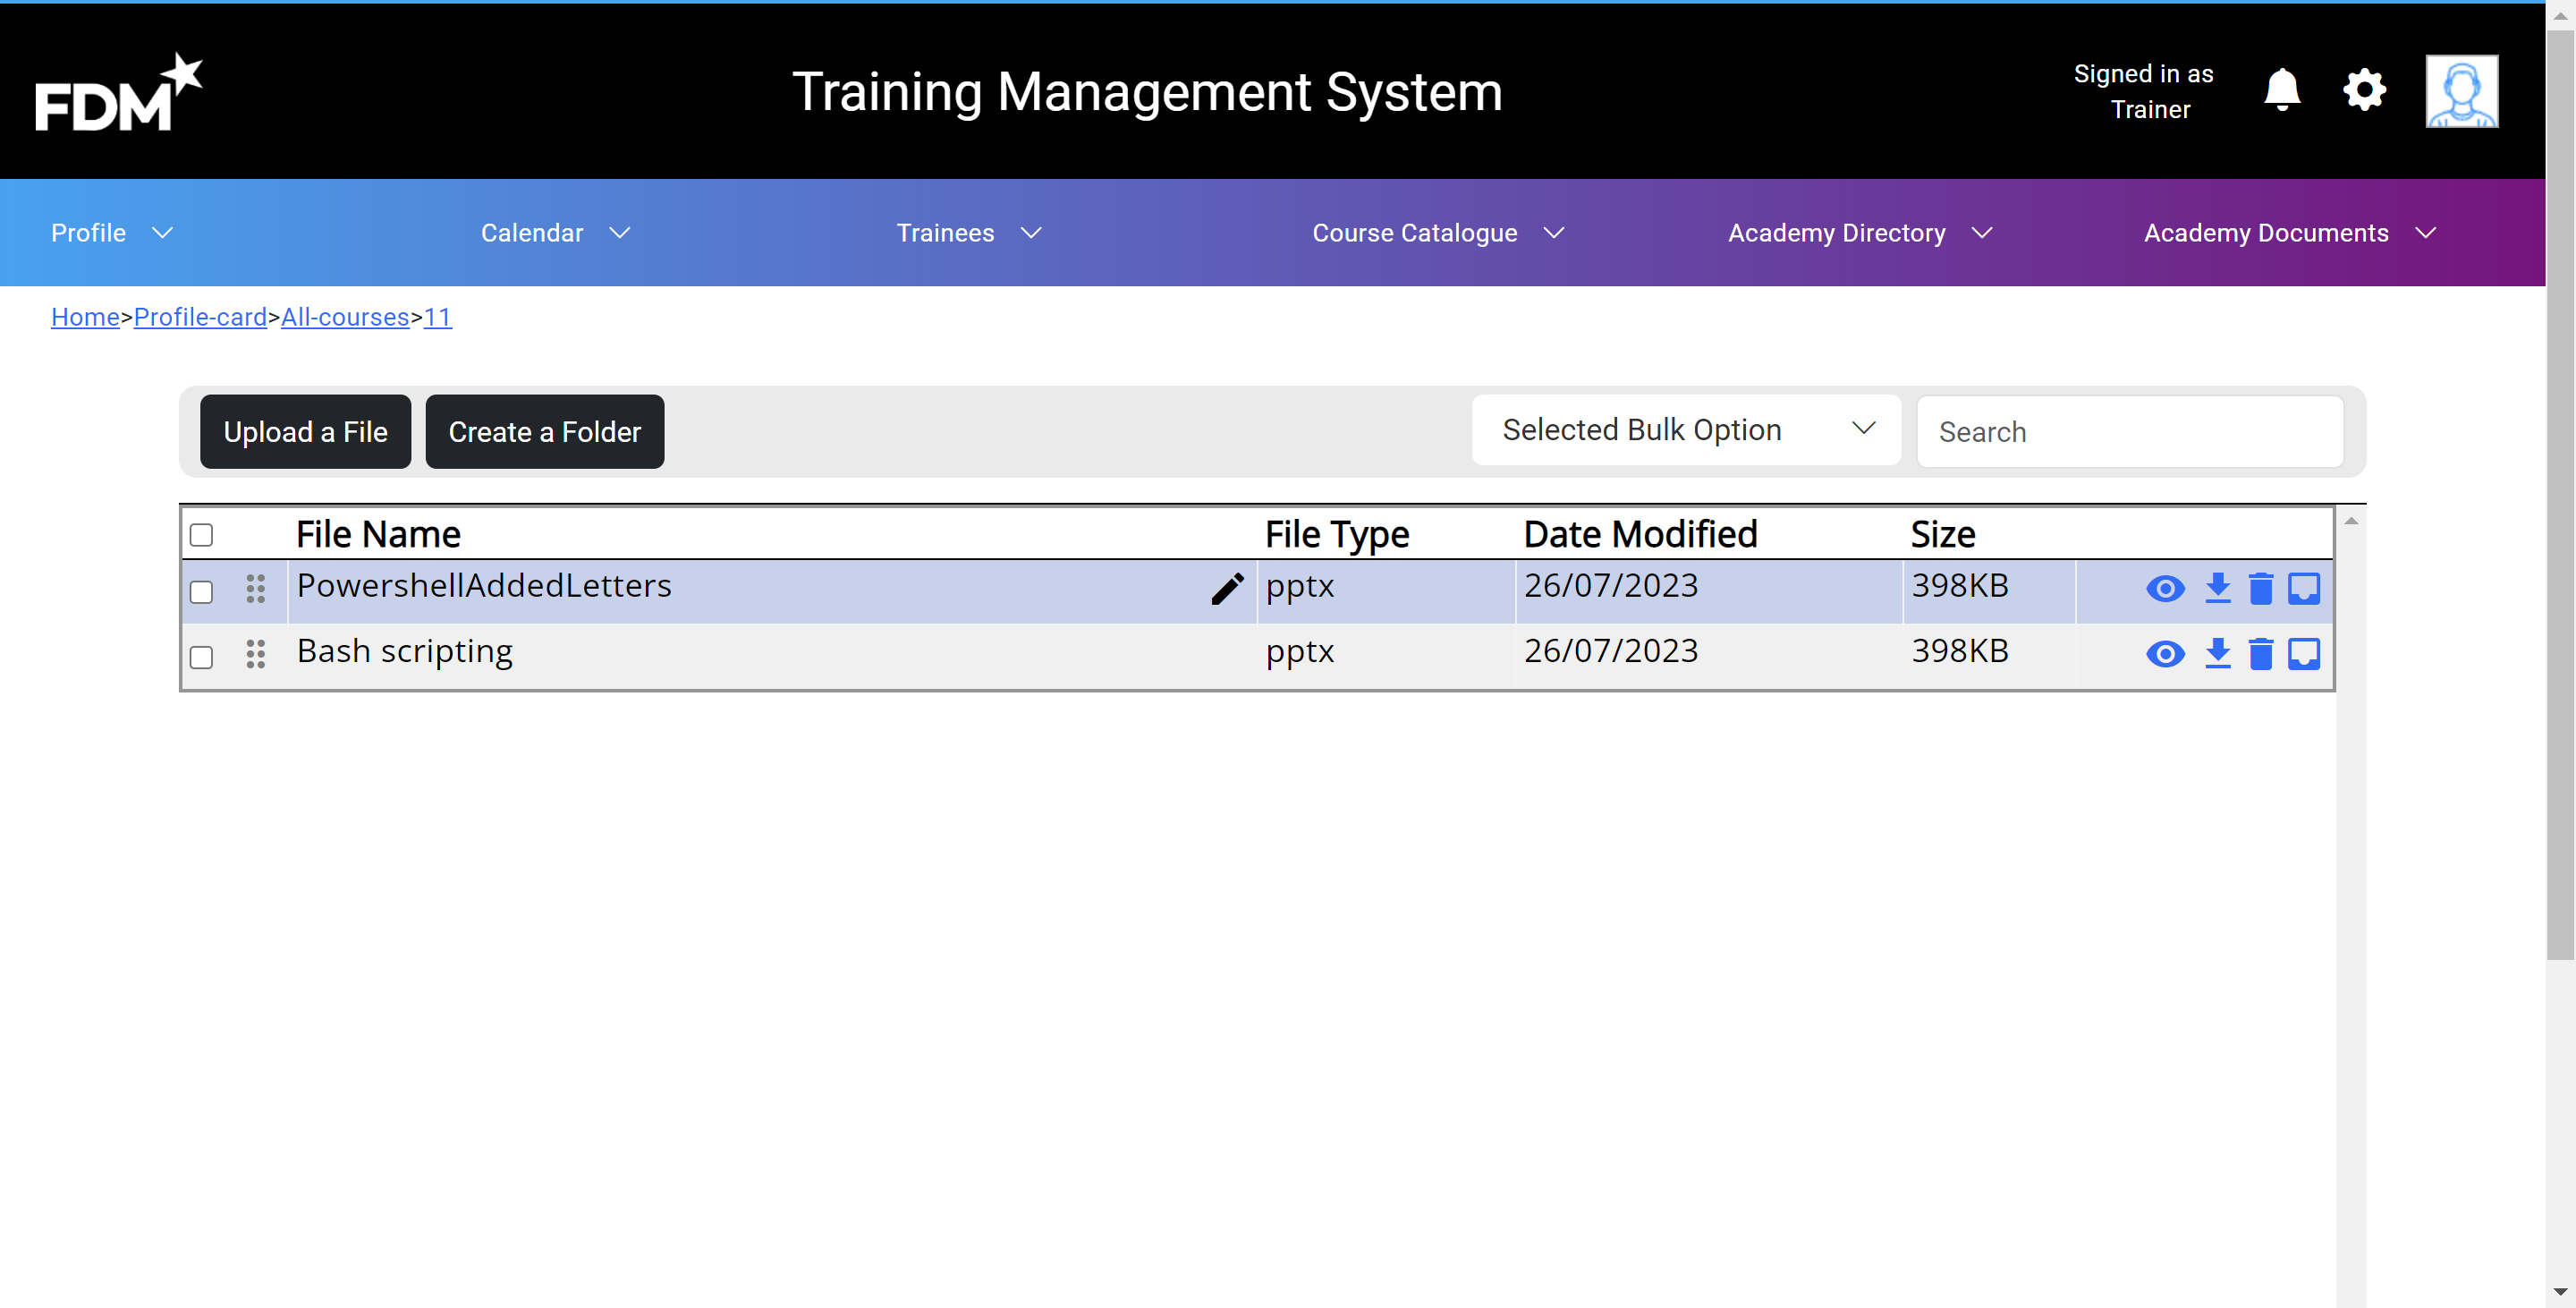 FDM
Training Management System
Signed in as
Trainer
Profile
Calendar
Trainees
Course Catalogue
Academy Directory
Academy Documents
Home>Profile-card>All-courses>11
Upload a File
Create a Folder
Selected Bulk Option
Search
File Name File Type Date Modified Size
PowershellAddedLetters pptx 26/07/2023 398KB
Bash scripting pptx 26/07/2023 398KB